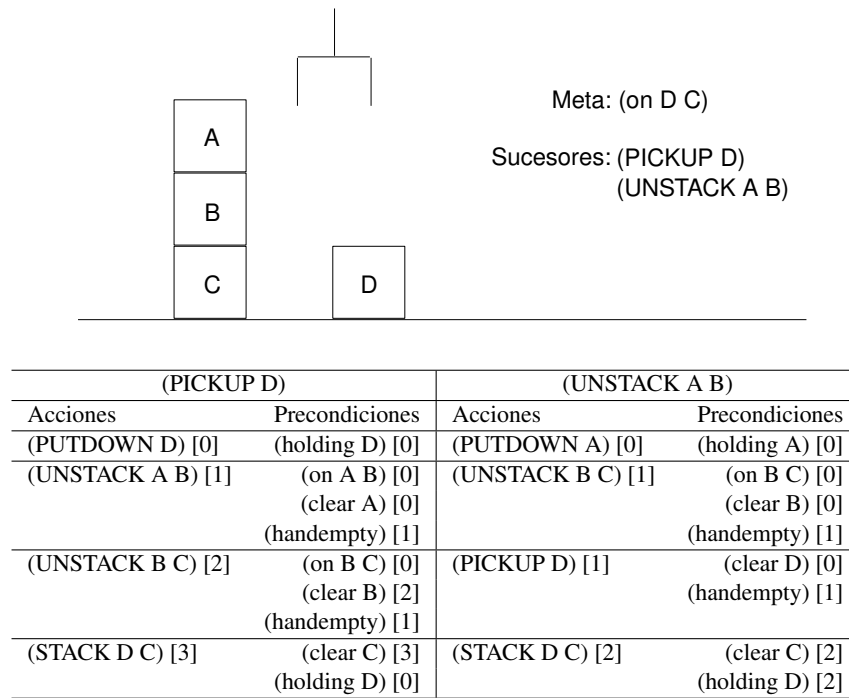 A
B
C
D
Meta: (on D C)
Sucesores: (PICKUP D)
(UNSTACK A B)
(PICKUP D) (UNSTACK A B)
Acciones Precondiciones Acciones Precondiciones
(PUTDOWN D) [0] (holding D) [0] (PUTDOWN A) [0] (holding A) [0]
(UNSTACK A B) [1] (on A B) [0] (UNSTACK B C) [1] (on B C) [0]
(clear A) [0] (clear B) [0]
(handempty) [1] (handempty) [1]
(UNSTACK B C) [2] (on B C) [0] (PICKUP D) [1] (clear D) [0]
(clear B) [2] (handempty) [1]
(handempty) [1]
(STACK D C) [3] (clear C) [3] (STACK D C) [2] (clear C) [2]
(holding D) [0] (holding D) [2]